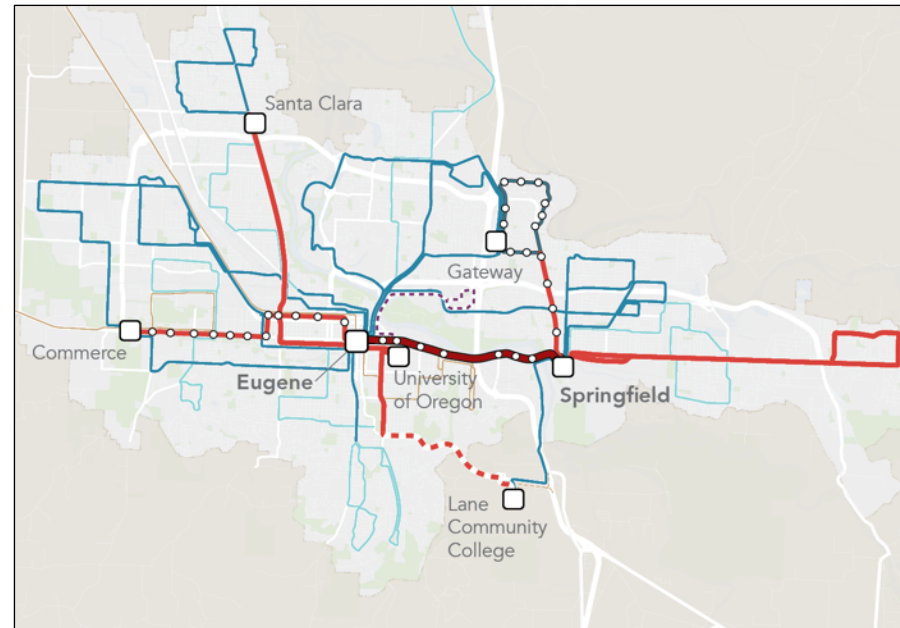 Santa Clara
Gateway
Commerce
Eugene
University
of Oregon
Springfield
Lane
Community
College